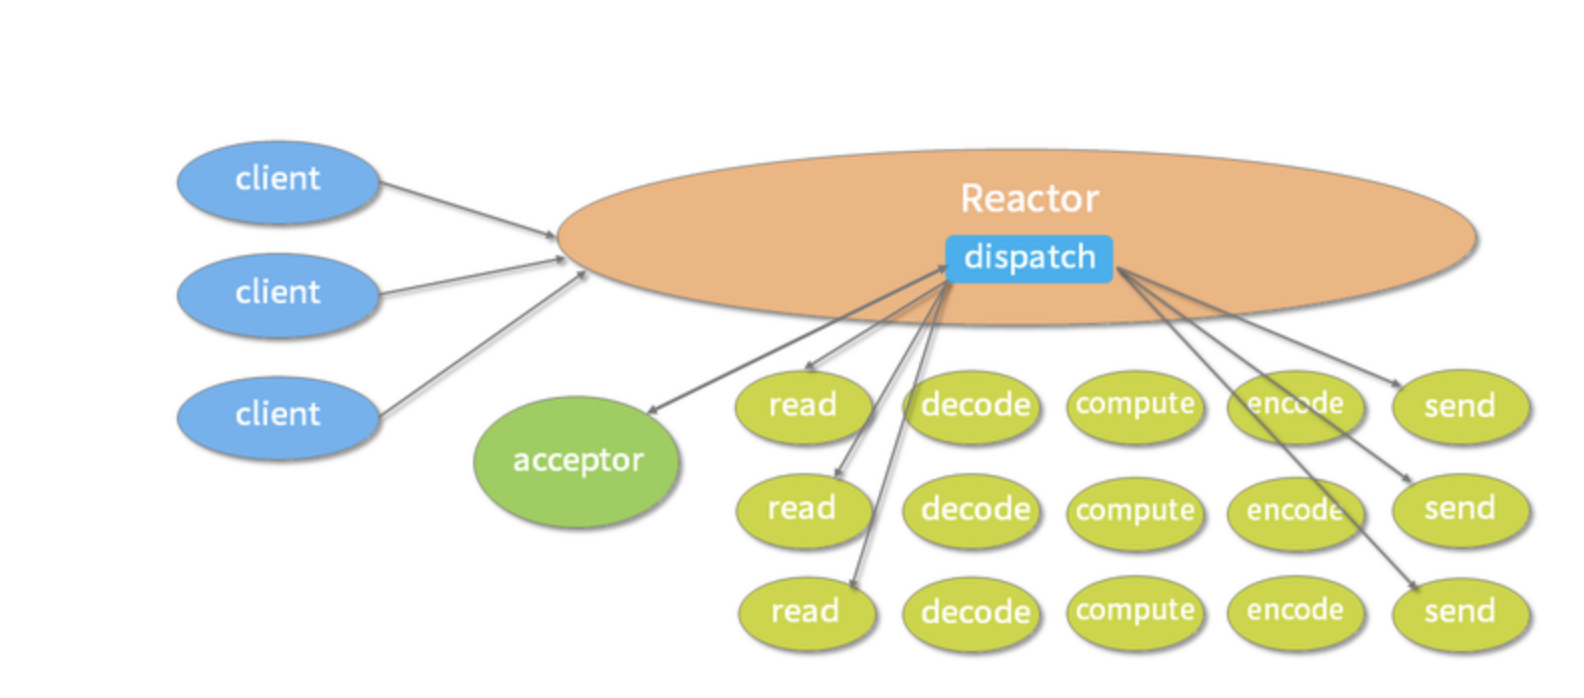 client
client
client
Reactor
dispatch
acceptor
read decode compute encode send
read decode compute encode send
read decode compute encode send